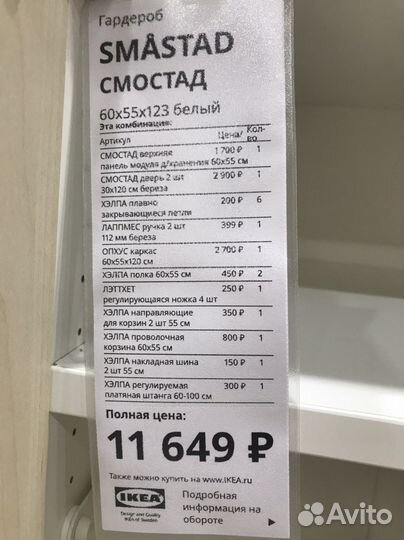 Гардероб
SMÅSTAD
СМОСТАД
60x55x123 белый
Эта комбинация:
Артикул Цена/ Кол-во
СМОСТАД верхняя 1 700 ₽ 1
панель модуля д/хранения 60x55 см
СМОСТАД дверь 2 шт 2 900 ₽ 1
30x120 см береза
ХЭЛПА плавно 200 ₽ 6
закрывающиеся петли
ЛАППМЕС ручка 2 шт 399 ₽ 1
112 мм береза
ОПХУС каркас 2 700 ₽ 1
60x55x120 см
ХЭЛПА полка 60x55 см 450 ₽ 2
ЛЭТТХЕТ 250 ₽ 1
регулирующаяся ножка 4 шт
ХЭЛПА направляющие 350 ₽ 1
для корзин 2 шт 55 см
ХЭЛПА проволочная 800 ₽ 1
корзина 60x55 см
ХЭЛПА накладная шина 150 ₽ 1
2 шт 55 см
ХЭЛПА регулируемая 300 ₽ 1
платяная штанга 60-100 см
Полная цена:
11 649 ₽
Также можно купить на www.IKEA.ru
IKEA
Design and Quality
IKEA of Sweden
Подробная
информация на
обороте
Avito